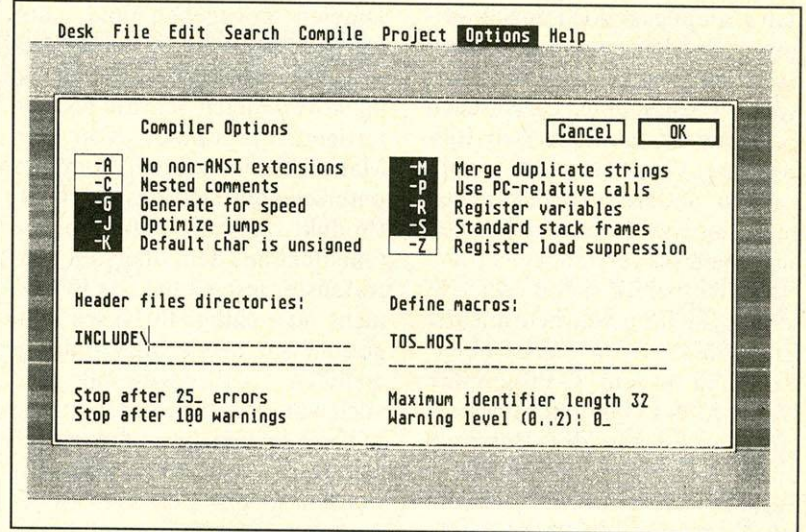 Desk File Edit Search Compile Project Options Help
Compiler Options
Cancel OK
-A No non-ANSI extensions
-C Nested comments
-G Generate for speed
-J Optimize jumps
-K Default char is unsigned
-M Merge duplicate strings
-P Use PC-relative calls
-R Register variables
-S Standard stack frames
-Z Register load suppression
Header files directories:
INCLUDE\
Define macros:
TOS_HOST
Stop after 25_ errors
Stop after 100 warnings
Maximum identifier length 32
Warning level (0..2): 0_